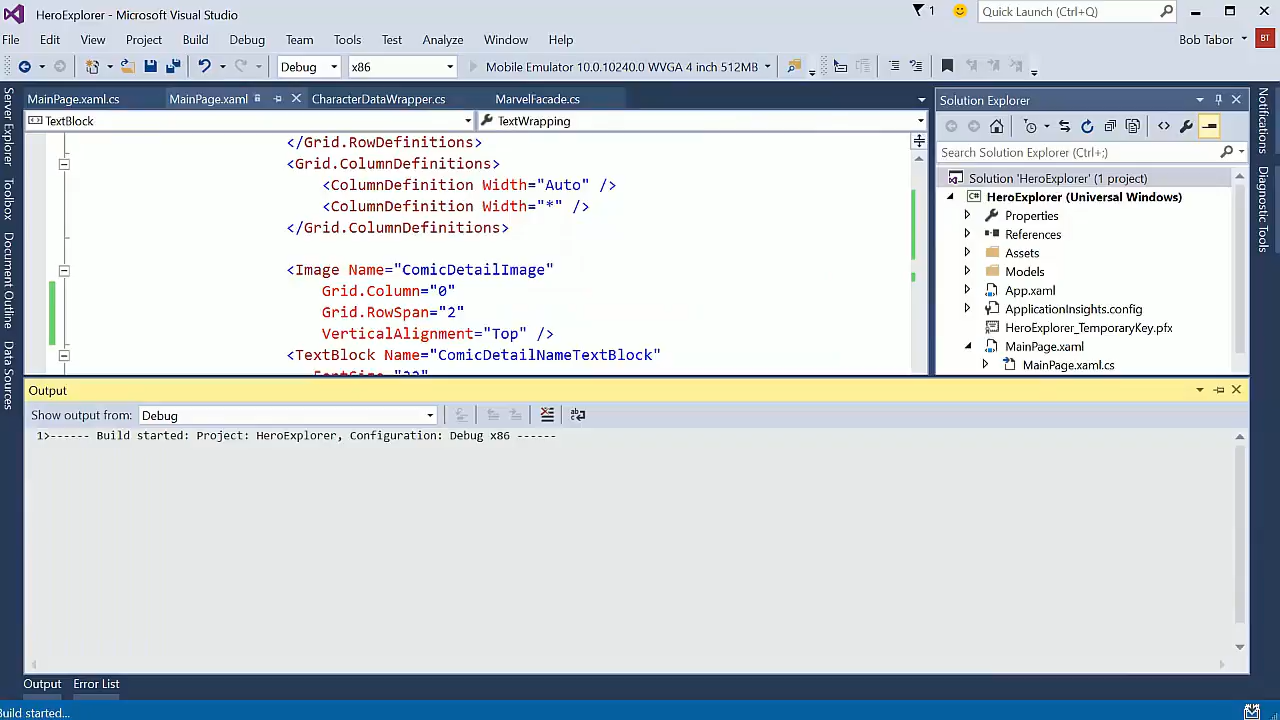 HeroExplorer - Microsoft Visual Studio
1
Quick Launch (Ctrl+Q)
File Edit View Project Build Debug Team Tools Test Analyze Window Help
Bob Tabor
BT
Debug
x86
Mobile Emulator 10.0.10240.0 WVGA 4 inch 512MB
Server Explorer
Toolbox
Document Outline
Data Sources
MainPage.xaml.cs
MainPage.xaml
CharacterDataWrapper.cs
MarvelFacade.cs
TextBlock
TextWrapping
</Grid.RowDefinitions>
<Grid.ColumnDefinitions>
<ColumnDefinition Width="Auto" />
<ColumnDefinition Width="*" />
</Grid.ColumnDefinitions>
<Image Name="ComicDetailImage"
Grid.Column="0"
Grid.RowSpan="2"
VerticalAlignment="Top" />
<TextBlock Name="ComicDetailNameTextBlock"
Solution Explorer
Search Solution Explorer (Ctrl+;)
Solution 'HeroExplorer' (1 project)
HeroExplorer (Universal Windows)
Properties
References
Assets
Models
App.xaml
ApplicationInsights.config
HeroExplorer_TemporaryKey.pfx
MainPage.xaml
MainPage.xaml.cs
Notifications
Diagnostic Tools
Output
Show output from:
Debug
1>------ Build started: Project: HeroExplorer, Configuration: Debug x86 ------
Output
Error List
Build started...